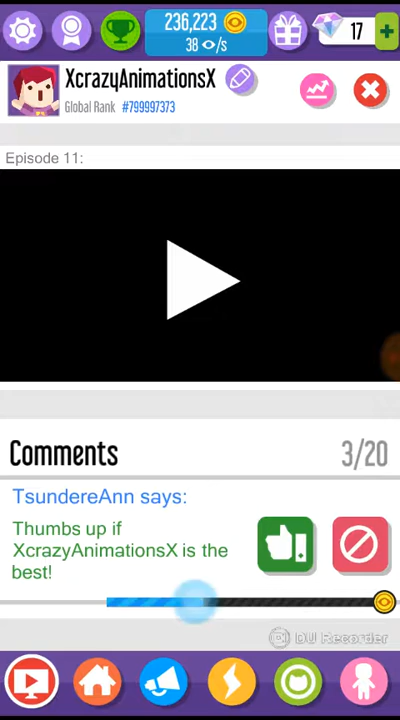 236,223
38 /s
17
XcrazyAnimationsX
Global Rank #799997373
Episode 11:
Comments 3/20
TsundereAnn says:
Thumbs up if
XcrazyAnimationsX is the
best!
DU Recorder